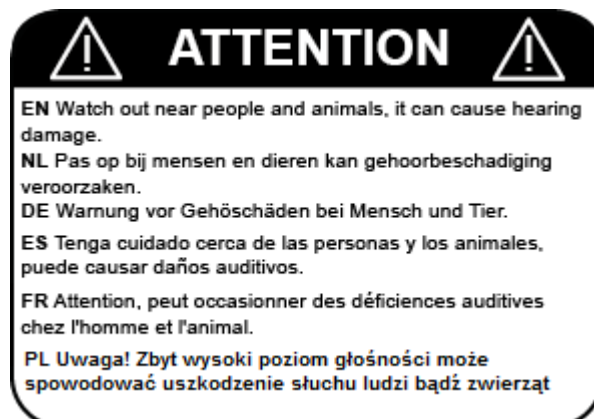 ATTENTION
EN Watch out near people and animals, it can cause hearing
damage.
NL Pas op bij mensen en dieren kan gehoorbeschadiging
veroorzaken.
DE Warnung vor Gehöschäden bei Mensch und Tier.
ES Tenga cuidado cerca de las personas y los animales,
puede causar daños auditivos.
FR Attention, peut occasionner des déficiences auditives
chez l'homme et l'animal.
PL Uwaga! Zbyt wysoki poziom głośności może
spowodować uszkodzenie słuchu ludzi bądź zwierząt